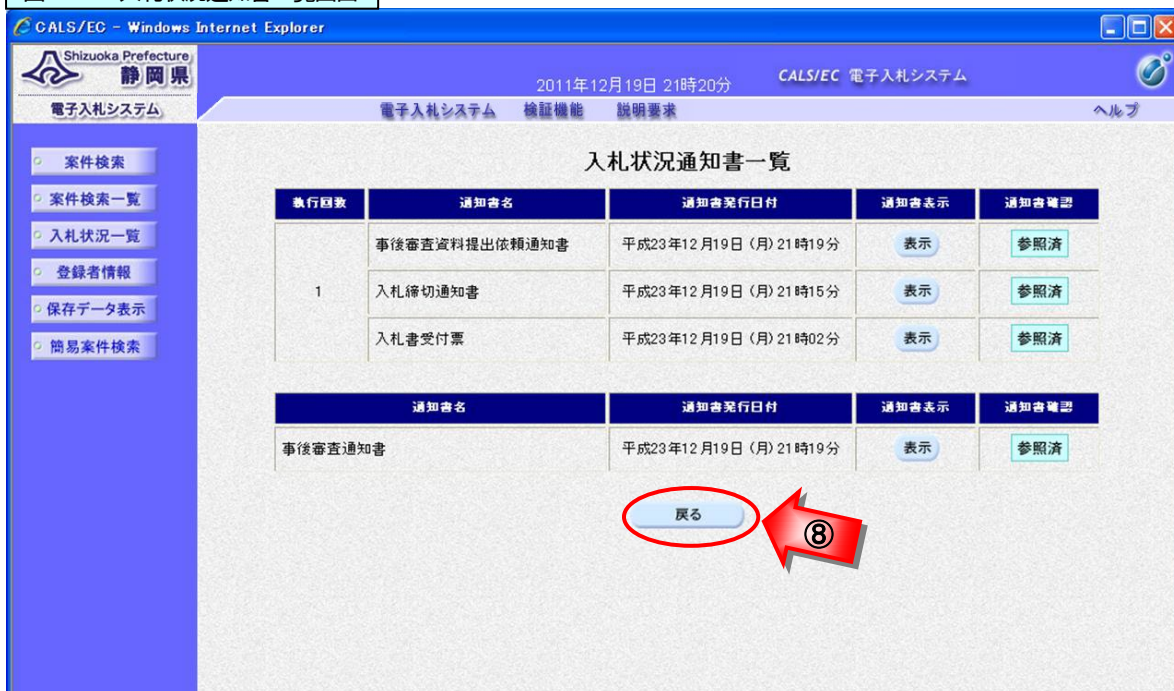 CALS/EC - Windows Internet Explorer
Shizuoka Prefecture
静岡県
2011年12月19日 21時20分
CALS/EC 電子入札システム
電子入札システム
電子入札システム 検証機能 説明要求
ヘルプ
案件検索
案件検索一覧
入札状況一覧
登録者情報
保存データ表示
簡易案件検索
入札状況通知書一覧
執行回数 通知書名 通知書発行日付 通知書表示 通知書確認
事後審査資料提出依頼通知書 平成23年12月19日（月）21時19分 表示 参照済
1 入札締切通知書 平成23年12月19日（月）21時15分 表示 参照済
入札書受付票 平成23年12月19日（月）21時02分 表示 参照済
通知書名 通知書発行日付 通知書表示 通知書確認
事後審査通知書 平成23年12月19日（月）21時19分 表示 参照済
戻る
⑧